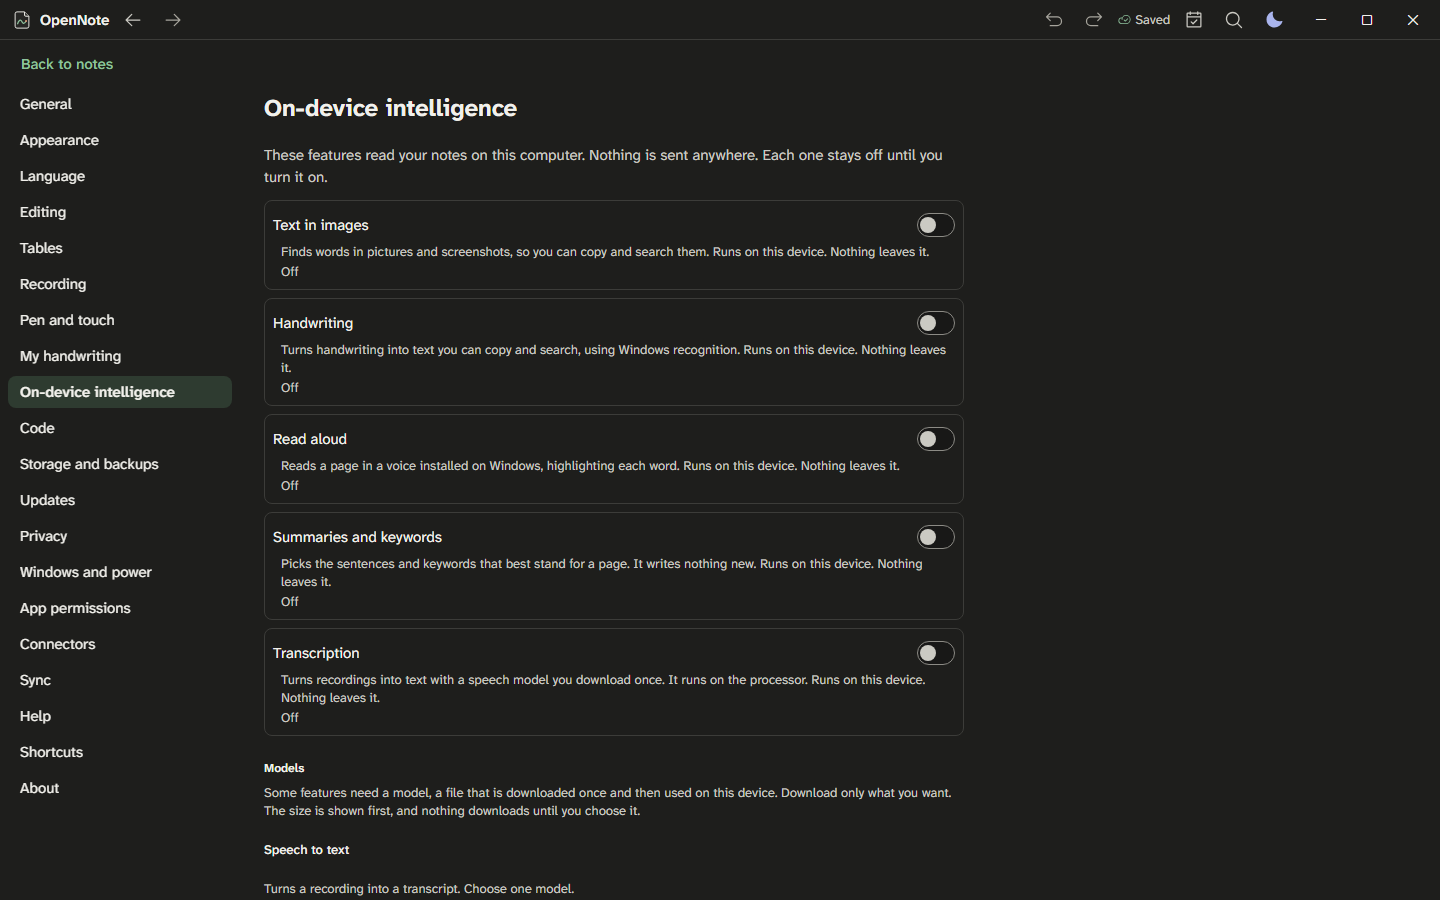 OpenNote
Saved
Back to notes
General
Appearance
Language
Editing
Tables
Recording
Pen and touch
My handwriting
On-device intelligence
Code
Storage and backups
Updates
Privacy
Windows and power
App permissions
Connectors
Sync
Help
Shortcuts
About
On-device intelligence
These features read your notes on this computer. Nothing is sent anywhere. Each one stays off until you
turn it on.
Text in images
Finds words in pictures and screenshots, so you can copy and search them. Runs on this device. Nothing leaves it.
Off
Handwriting
Turns handwriting into text you can copy and search, using Windows recognition. Runs on this device. Nothing leaves
it.
Off
Read aloud
Reads a page in a voice installed on Windows, highlighting each word. Runs on this device. Nothing leaves it.
Off
Summaries and keywords
Picks the sentences and keywords that best stand for a page. It writes nothing new. Runs on this device. Nothing
leaves it.
Off
Transcription
Turns recordings into text with a speech model you download once. It runs on the processor. Runs on this device.
Nothing leaves it.
Off
Models
Some features need a model, a file that is downloaded once and then used on this device. Download only what you want.
The size is shown first, and nothing downloads until you choose it.
Speech to text
Turns a recording into a transcript. Choose one model.